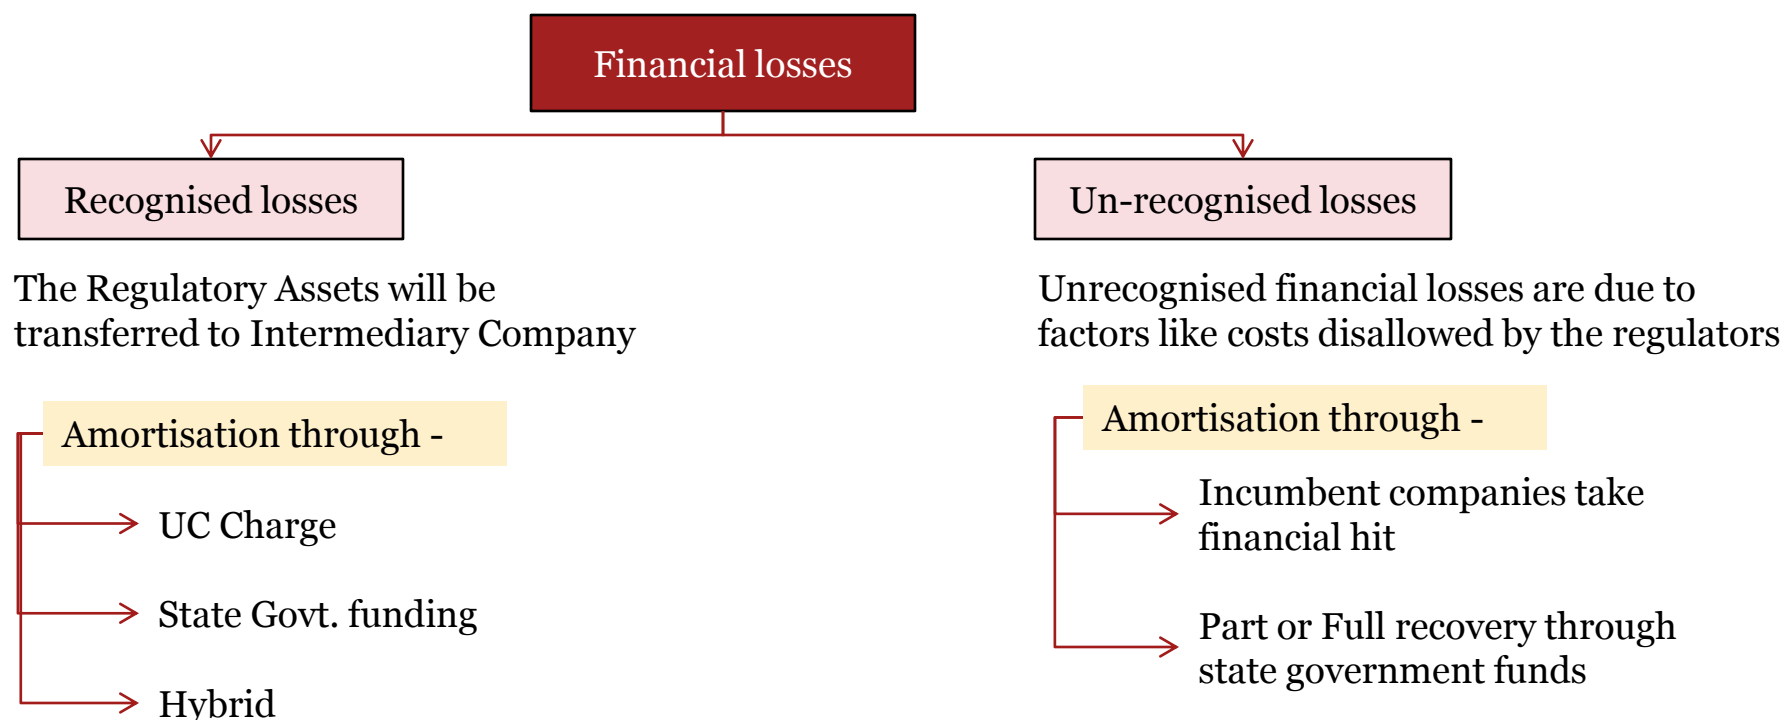 Financial losses
Recognised losses
The Regulatory Assets will be
transferred to Intermediary Company
Amortisation through -
UC Charge
State Govt. funding
Hybrid
Un-recognised losses
Unrecognised financial losses are due to
factors like costs disallowed by the regulators
Amortisation through -
Incumbent companies take
financial hit
Part or Full recovery through
state government funds